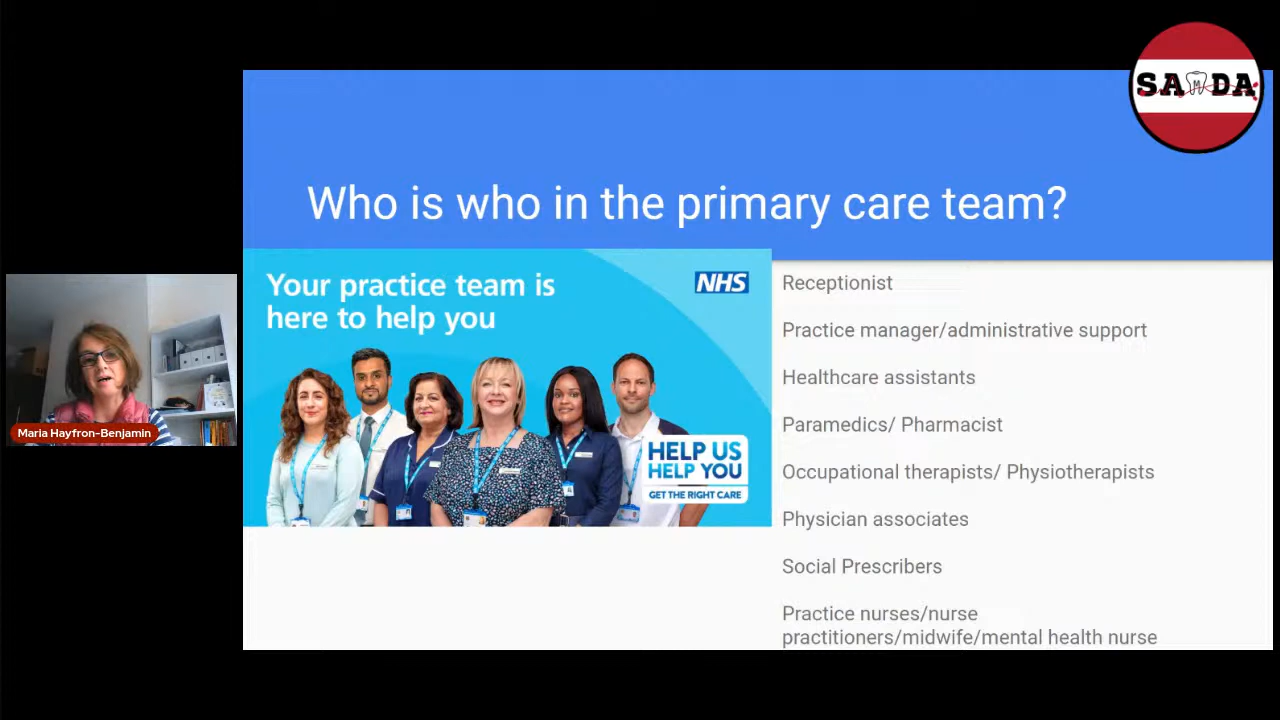 SAMDA
Who is who in the primary care team?
Your practice team is
here to help you
NHS
HELP US
HELP YOU
GET THE RIGHT CARE
Receptionist
Practice manager/administrative support
Healthcare assistants
Paramedics/ Pharmacist
Occupational therapists/ Physiotherapists
Physician associates
Social Prescribers
Practice nurses/nurse
practitioners/midwife/mental health nurse
Maria Hayfron-Benjamin